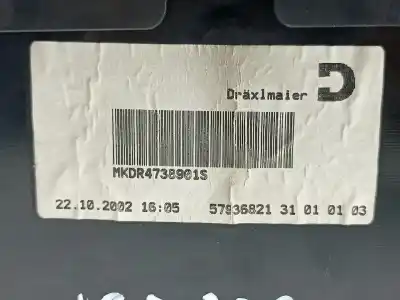 Dräxlmaier D
MKDR4738901S
22.10.2002 16:05 57936821 31 01 01 03